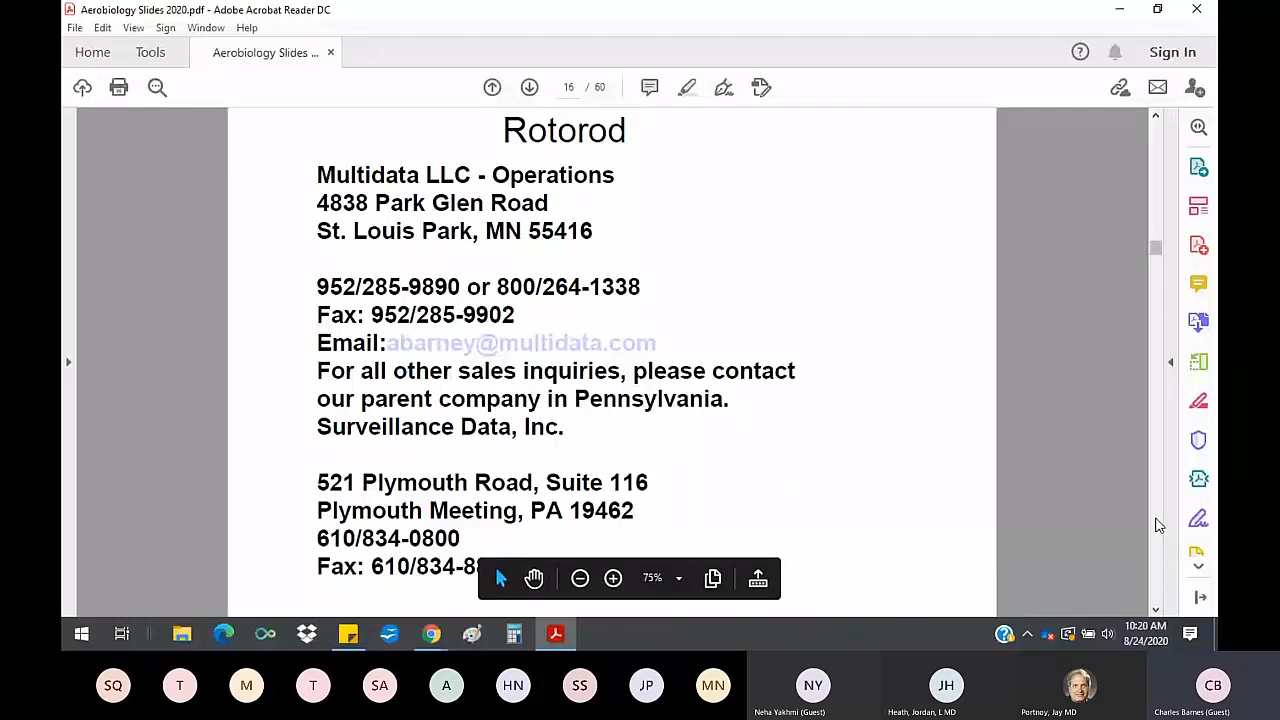 Aerobiology Slides 2020.pdf - Adobe Acrobat Reader DC
File Edit View Sign Window Help
Home Tools Aerobiology Slides ... × Sign In
16 / 60
Rotorod
Multidata LLC - Operations
4838 Park Glen Road
St. Louis Park, MN 55416
952/285-9890 or 800/264-1338
Fax: 952/285-9902
Email:abarney@multidata.com
For all other sales inquiries, please contact
our parent company in Pennsylvania.
Surveillance Data, Inc.
521 Plymouth Road, Suite 116
Plymouth Meeting, PA 19462
610/834-0800
Fax: 610/834-8
75%
10:20 AM
8/24/2020
SQ T M T SA A HN SS JP MN NY JH CB
Neha Yakhmi (Guest) Heath, Jordan, L MD Portnoy, Jay MD Charles Barnes (Guest)